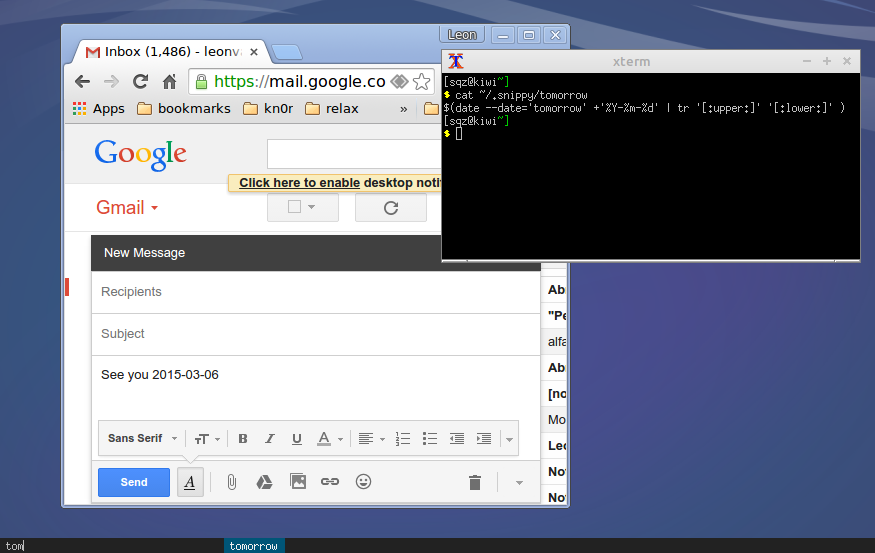 Leon
Inbox (1,486) - leonv
https://mail.google.co
Apps bookmarks kn0r relax »
Google
Click here to enable desktop noti
Gmail
New Message
Recipients
Subject
See you 2015-03-06
Sans Serif
B I U A
Send A
Ab
"Pe
alfa
Ab
[no
Mo
Leo
No
No
xterm
[sqz@kiwi~]
$ cat ~/.snippy/tomorrow
$(date --date='tomorrow' +'%Y-%m-%d' | tr '[:upper:]' '[:lower:]' )
[sqz@kiwi~]
$
tom tomorrow